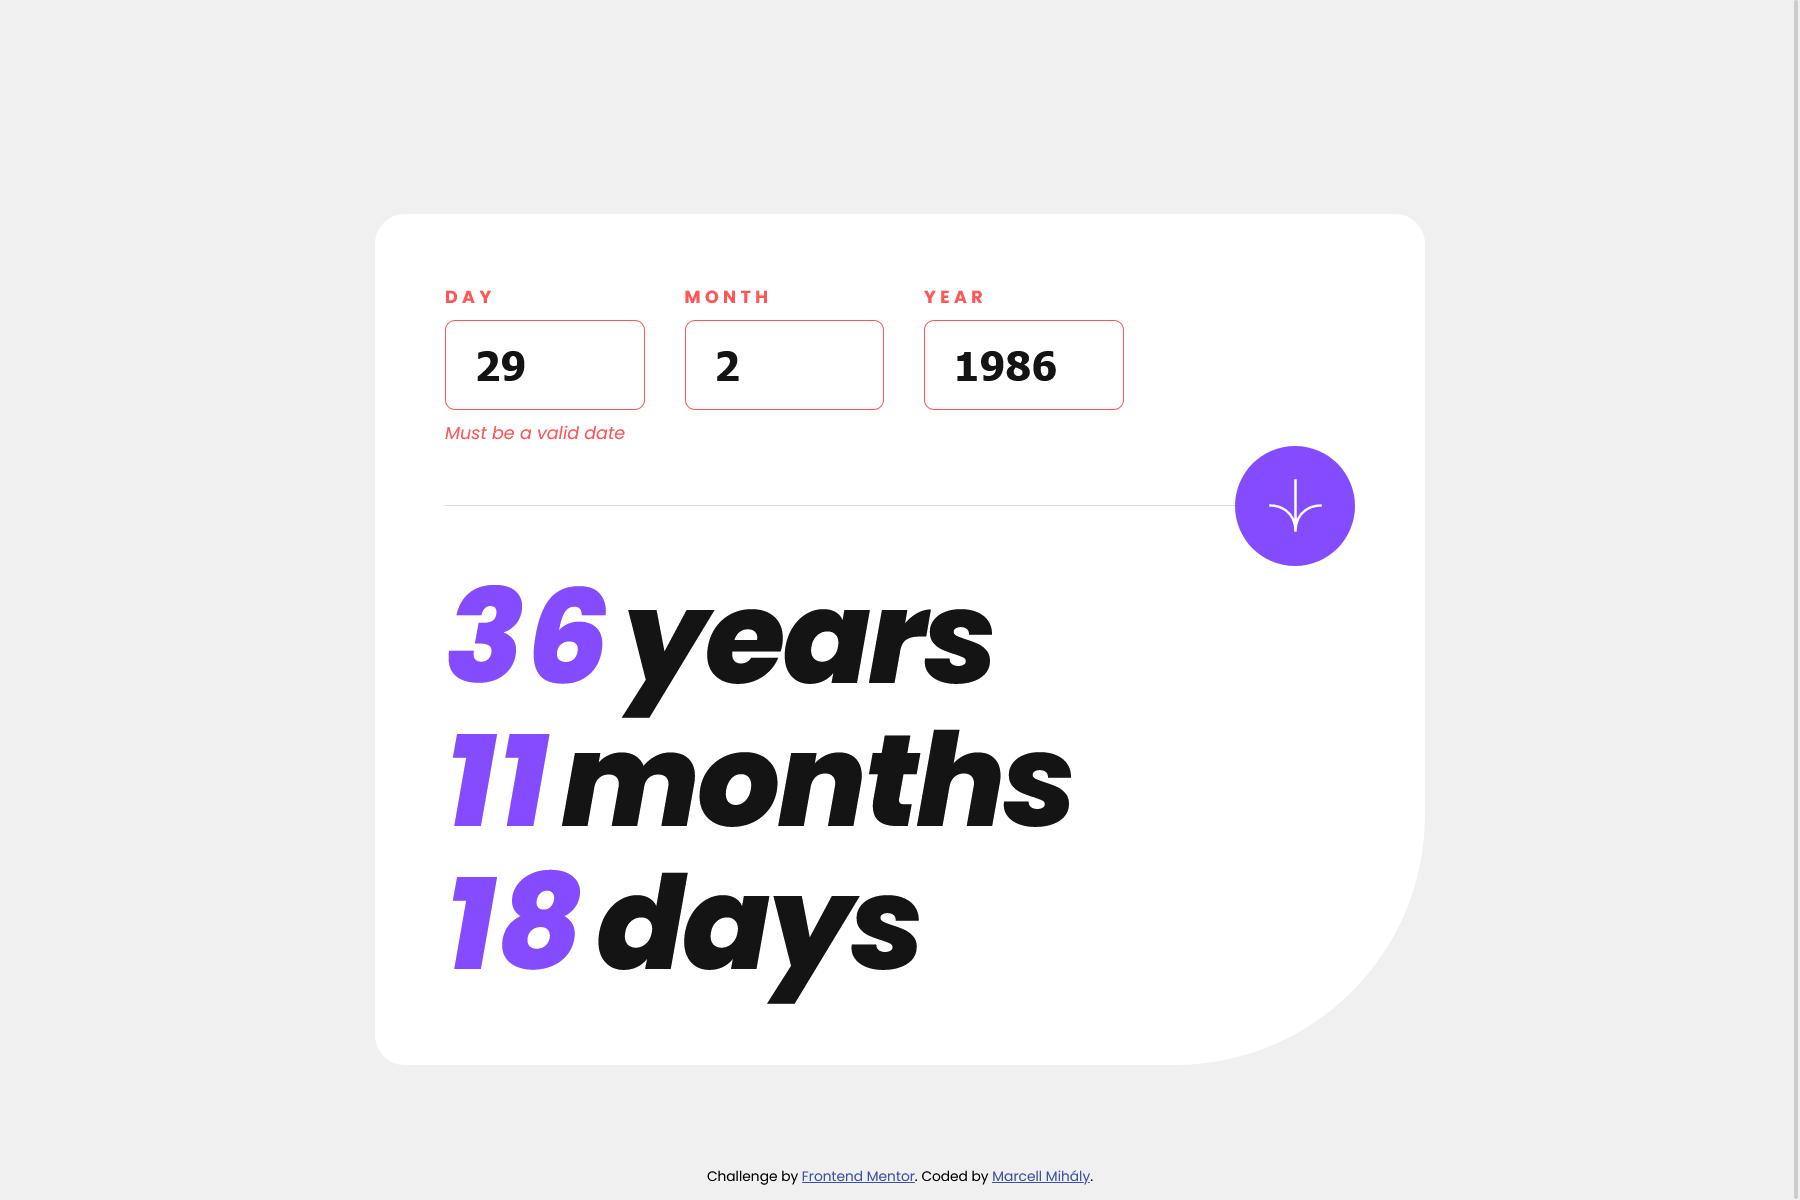 DAY MONTH YEAR
29 2 1986
Must be a valid date
36 years
11 months
18 days
Challenge by Frontend Mentor. Coded by Marcell Mihály.